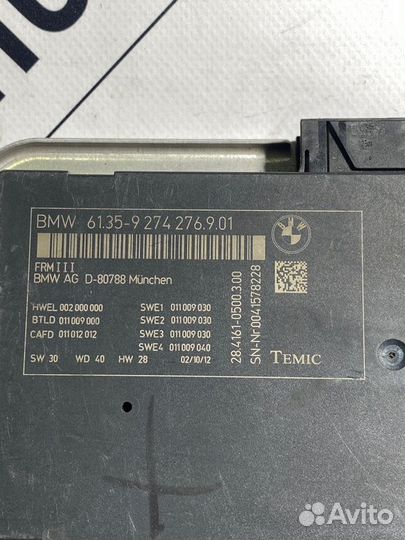 BMW 61.35-9 274 276.9.01
BMW
FRM III
BMW AG D-80788 München
HWEL 002 000 000
BTLD 011 009 000 SWE1 011 009 030
CAFD 011 012 012 SWE2 011 009 030
SWE3 011 009 030
SWE4 011 009 040
SW 30 WD 40 HW 28 02/10/12
28.4161-0500.3.00
SN-Nr0041578228
TEMIC
Avito